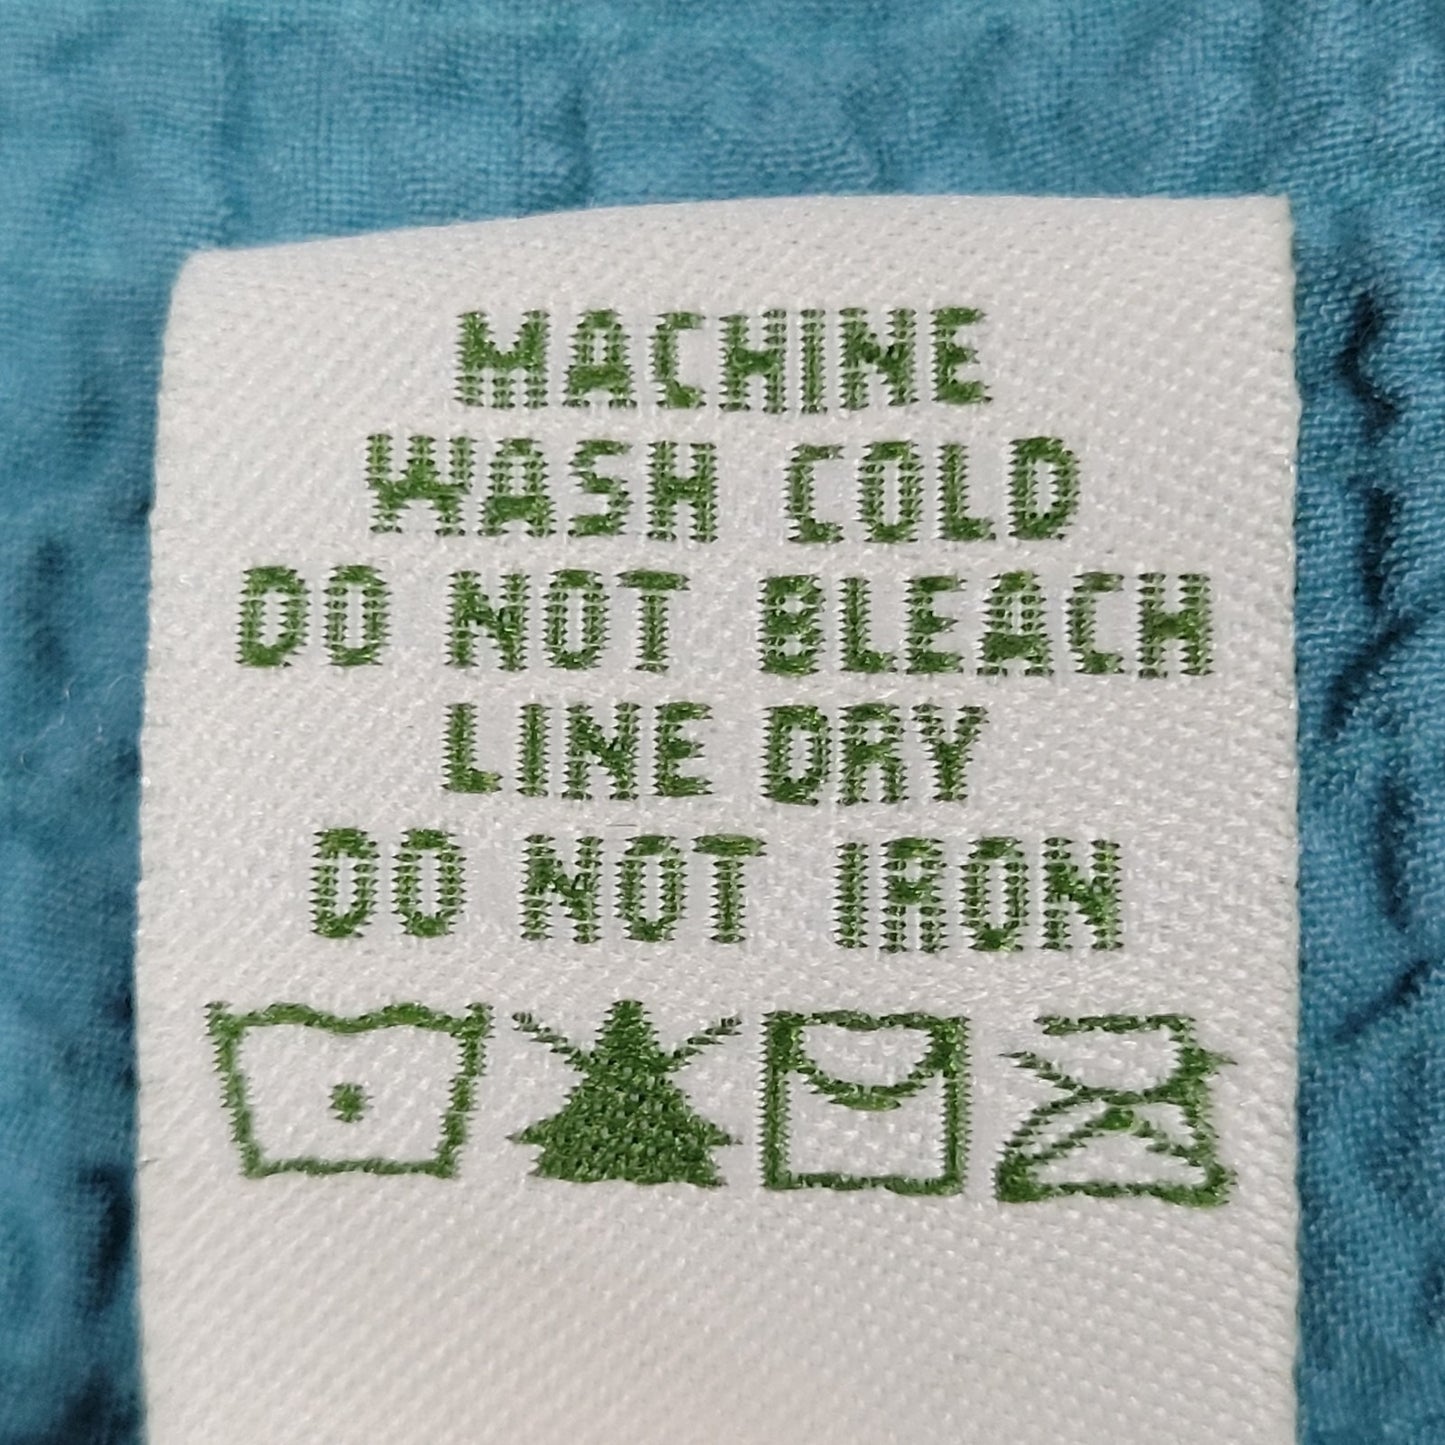 MACHINE
WASH COLD
DO NOT BLEACH
LINE DRY
DO NOT IRON